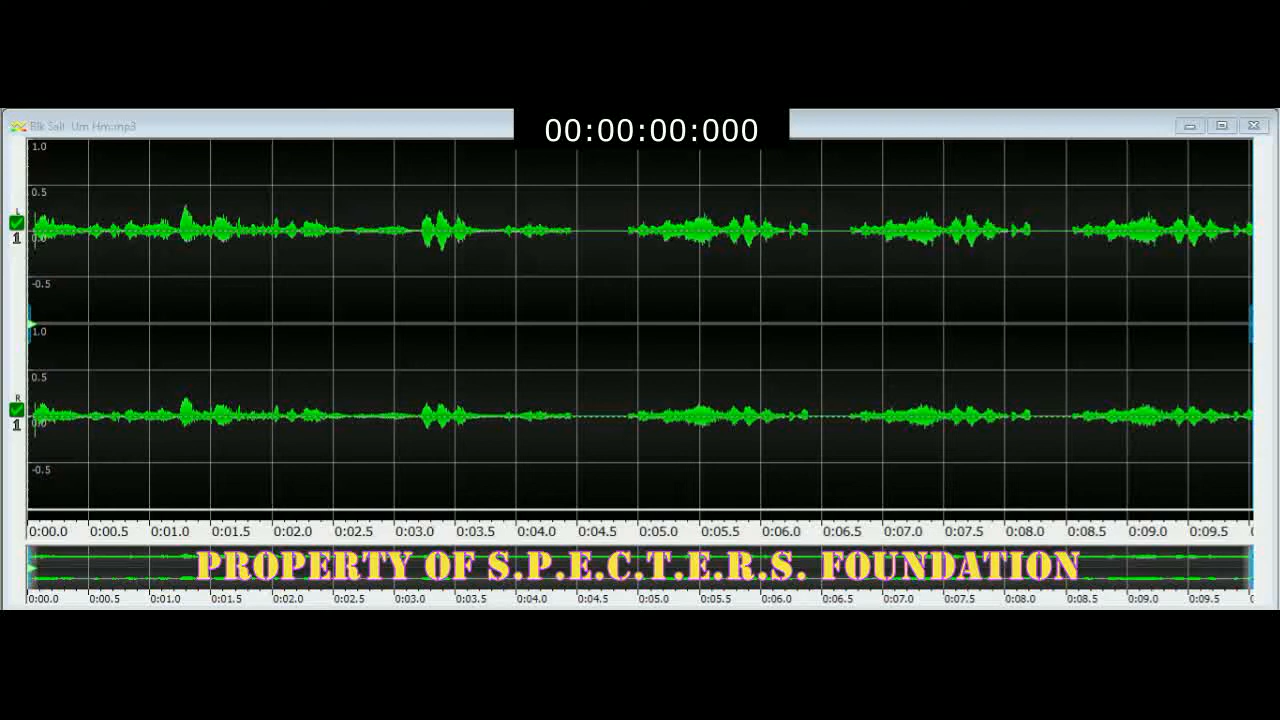 Blk Salt Um Hm.mp3
00:00:00:000
1.0
0.5
L
1
0.0
-0.5
1.0
0.5
R
1
0.0
-0.5
0:00.0 0:00.5 0:01.0 0:01.5 0:02.0 0:02.5 0:03.0 0:03.5 0:04.0 0:04.5 0:05.0 0:05.5 0:06.0 0:06.5 0:07.0 0:07.5 0:08.0 0:08.5 0:09.0 0:09.5
PROPERTY OF S.P.E.C.T.E.R.S. FOUNDATION
0:00.0 0:00.5 0:01.0 0:01.5 0:02.0 0:02.5 0:03.0 0:03.5 0:04.0 0:04.5 0:05.0 0:05.5 0:06.0 0:06.5 0:07.0 0:07.5 0:08.0 0:08.5 0:09.0 0:09.5